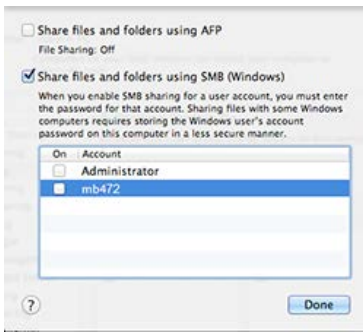 Share files and folders using AFP
File Sharing: Off
Share files and folders using SMB (Windows)
When you enable SMB sharing for a user account, you must enter
the password for that account. Sharing files with some Windows
computers requires storing the Windows user's account
password on this computer in a less secure manner.
On Account
Administrator
mb472
? Done